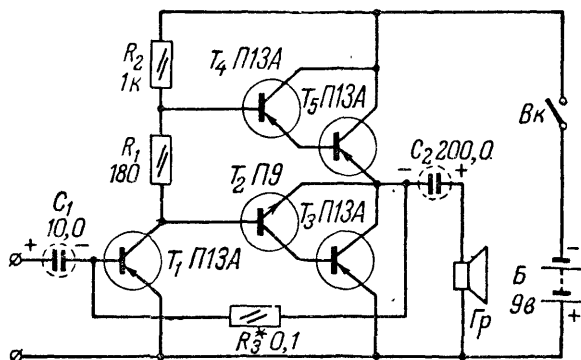 R₂
1к
T₄ П13А
T₅ П13А
Вк
R₁
180
C₂ 200,0
- +
T₂ П9
C₁
10,0
T₃ П13А
+ -
T₁ П13А
-
Б
9в
+
Гр
R₃* 0,1